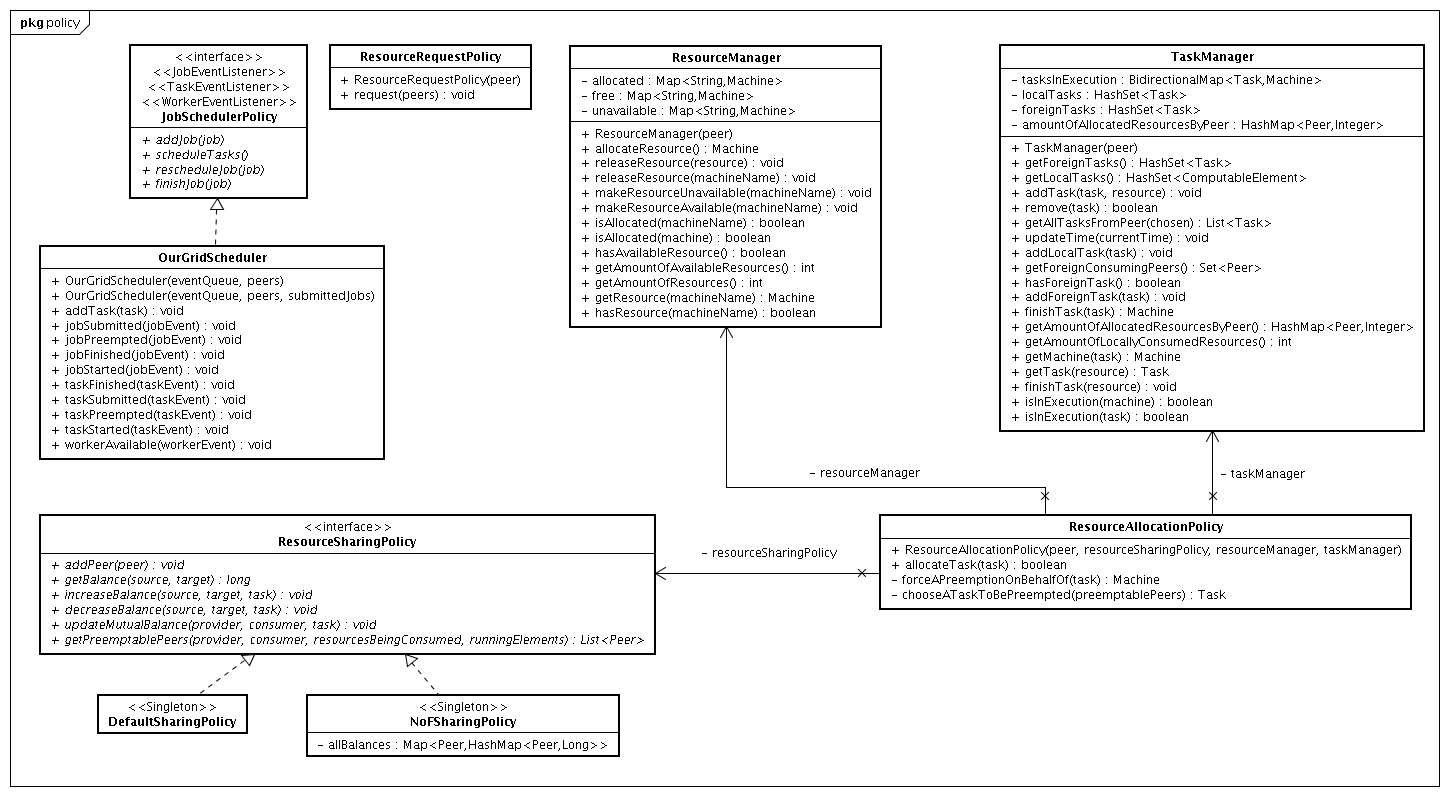 pkg policy
<<interface>>
<<JobEventListener>>
<<TaskEventListener>>
<<WorkerEventListener>>
JobSchedulerPolicy
+ addJob(job)
+ scheduleTasks()
+ rescheduleJob(job)
+ finishJob(job)
ResourceRequestPolicy
+ ResourceRequestPolicy(peer)
+ request(peers) : void
ResourceManager
- allocated : Map<String,Machine>
- free : Map<String,Machine>
- unavailable : Map<String,Machine>
+ ResourceManager(peer)
+ allocateResource() : Machine
+ releaseResource(resource) : void
+ releaseResource(machineName) : void
+ makeResourceUnavailable(machineName) : void
+ makeResourceAvailable(machineName) : void
+ isAllocated(machineName) : boolean
+ isAllocated(machine) : boolean
+ hasAvailableResource() : boolean
+ getAmountOfAvailableResources() : int
+ getAmountOfResources() : int
+ getResource(machineName) : Machine
+ hasResource(machineName) : boolean
TaskManager
- tasksInExecution : BidirectionalMap<Task,Machine>
- localTasks : HashSet<Task>
- foreignTasks : HashSet<Task>
- amountOfAllocatedResourcesByPeer : HashMap<Peer,Integer>
+ TaskManager(peer)
+ getForeignTasks() : HashSet<Task>
+ getLocalTasks() : HashSet<ComputableElement>
+ addTask(task, resource) : void
+ remove(task) : boolean
+ getAllTasksFromPeer(chosen) : List<Task>
+ updateTime(currentTime) : void
+ addLocalTask(task) : void
+ getForeignConsumingPeers() : Set<Peer>
+ hasForeignTask() : boolean
+ addForeignTask(task) : void
+ finishTask(task) : Machine
+ getAmountOfAllocatedResourcesByPeer() : HashMap<Peer,Integer>
+ getAmountOfLocallyConsumedResources() : int
+ getMachine(task) : Machine
+ getTask(resource) : Task
+ finishTask(resource) : void
+ isInExecution(machine) : boolean
+ isInExecution(task) : boolean
OurGridScheduler
+ OurGridScheduler(eventQueue, peers)
+ OurGridScheduler(eventQueue, peers, submittedJobs)
+ addTask(task) : void
+ jobSubmitted(jobEvent) : void
+ jobPreempted(jobEvent) : void
+ jobFinished(jobEvent) : void
+ jobStarted(jobEvent) : void
+ taskFinished(taskEvent) : void
+ taskSubmitted(taskEvent) : void
+ taskPreempted(taskEvent) : void
+ taskStarted(taskEvent) : void
+ workerAvailable(workerEvent) : void
- resourceManager
- taskManager
<<interface>>
ResourceSharingPolicy
+ addPeer(peer) : void
+ getBalance(source, target) : long
+ increaseBalance(source, target, task) : void
+ decreaseBalance(source, target, task) : void
+ updateMutualBalance(provider, consumer, task) : void
+ getPreemptablePeers(provider, consumer, resourcesBeingConsumed, runningElements) : List<Peer>
- resourceSharingPolicy
ResourceAllocationPolicy
+ ResourceAllocationPolicy(peer, resourceSharingPolicy, resourceManager, taskManager)
+ allocateTask(task) : boolean
- forceAPreemptionOnBehalfOf(task) : Machine
- chooseATaskToBePreempted(preemptablePeers) : Task
<<Singleton>>
DefaultSharingPolicy
<<Singleton>>
NoFSharingPolicy
- allBalances : Map<Peer,HashMap<Peer,Long>>